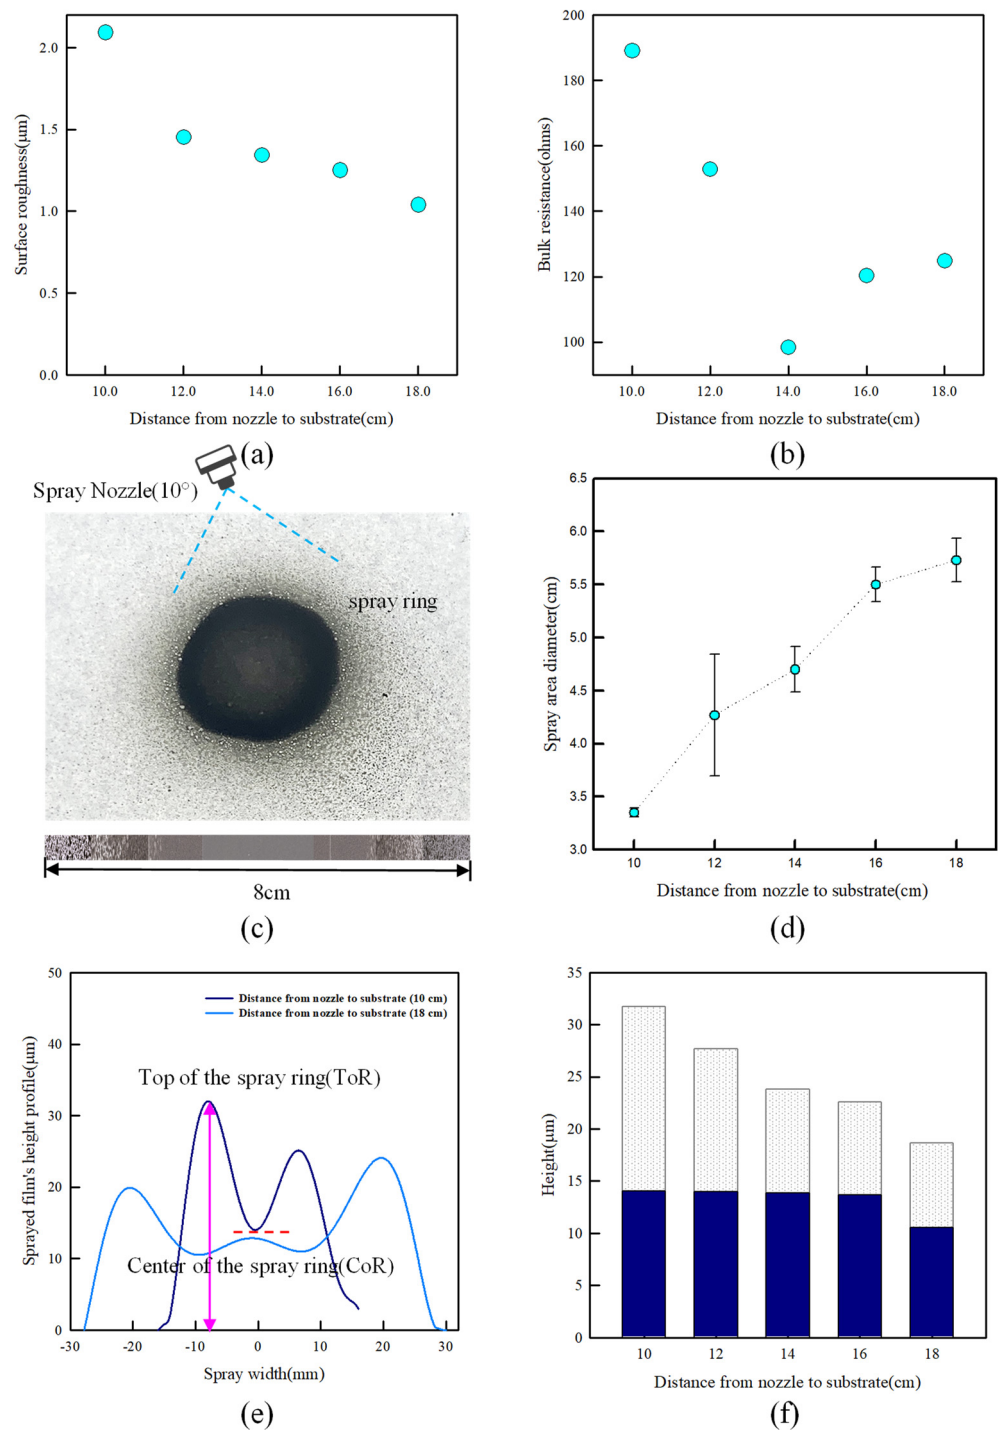 2.0
1.5
1.0
0.5
0.0
Surface roughness(μm)
10.0 12.0 14.0 16.0 18.0
Distance from nozzle to substrate(cm)
(a)
200
180
160
140
120
100
Bulk resistance(ohms)
10.0 12.0 14.0 16.0 18.0
Distance from nozzle to substrate(cm)
(b)
Spray Nozzle(10°)
spray ring
8cm
(c)
6.5
6.0
5.5
5.0
4.5
4.0
3.5
3.0
Spray area diameter(cm)
10 12 14 16 18
Distance from nozzle to substrate(cm)
(d)
50
40
30
20
10
0
Sprayed film's height profile(μm)
Distance from nozzle to substrate (10 cm)
Distance from nozzle to substrate (18 cm)
Top of the spray ring(ToR)
Center of the spray ring(CoR)
-30 -20 -10 0 10 20 30
Spray width(mm)
(e)
35
30
25
20
15
10
5
0
Height(μm)
10 12 14 16 18
Distance from nozzle to substrate(cm)
(f)